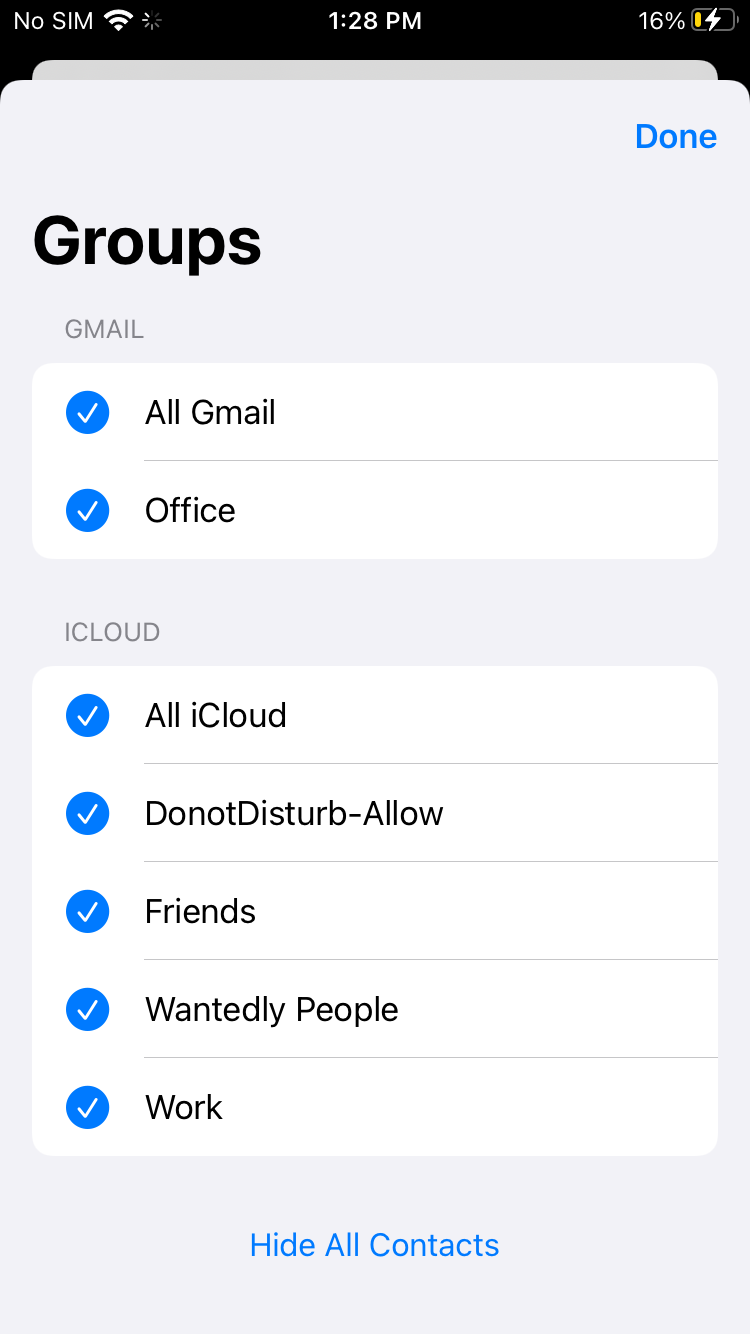 No SIM 1:28 PM 16%
Done
Groups
GMAIL
All Gmail
Office
ICLOUD
All iCloud
DonotDisturb-Allow
Friends
Wantedly People
Work
Hide All Contacts